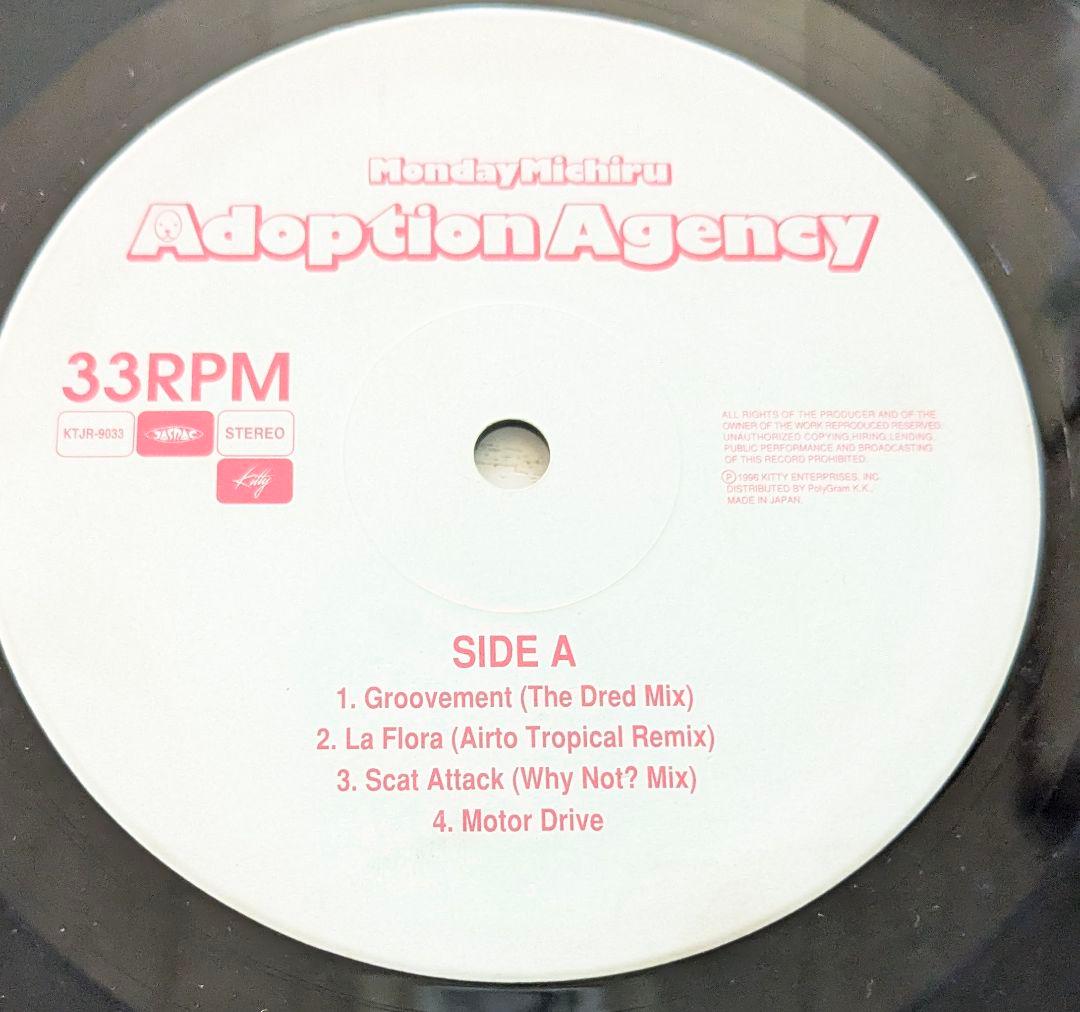 MondayMichiru
Adoption Agency
33RPM
KTJR-9033
JASRAC
STEREO
Kitty
ALL RIGHTS OF THE PRODUCER AND OF THE
OWNER OF THE WORK REPRODUCED RESERVED.
UNAUTHORIZED COPYING,HIRING,LENDING,
PUBLIC PERFORMANCE AND BROADCASTING
OF THIS RECORD PROHIBITED.
℗1996 KITTY ENTERPRISES, INC.
DISTRIBUTED BY PolyGram K.K.,
MADE IN JAPAN.
SIDE A
1. Groovement (The Dred Mix)
2. La Flora (Airto Tropical Remix)
3. Scat Attack (Why Not? Mix)
4. Motor Drive